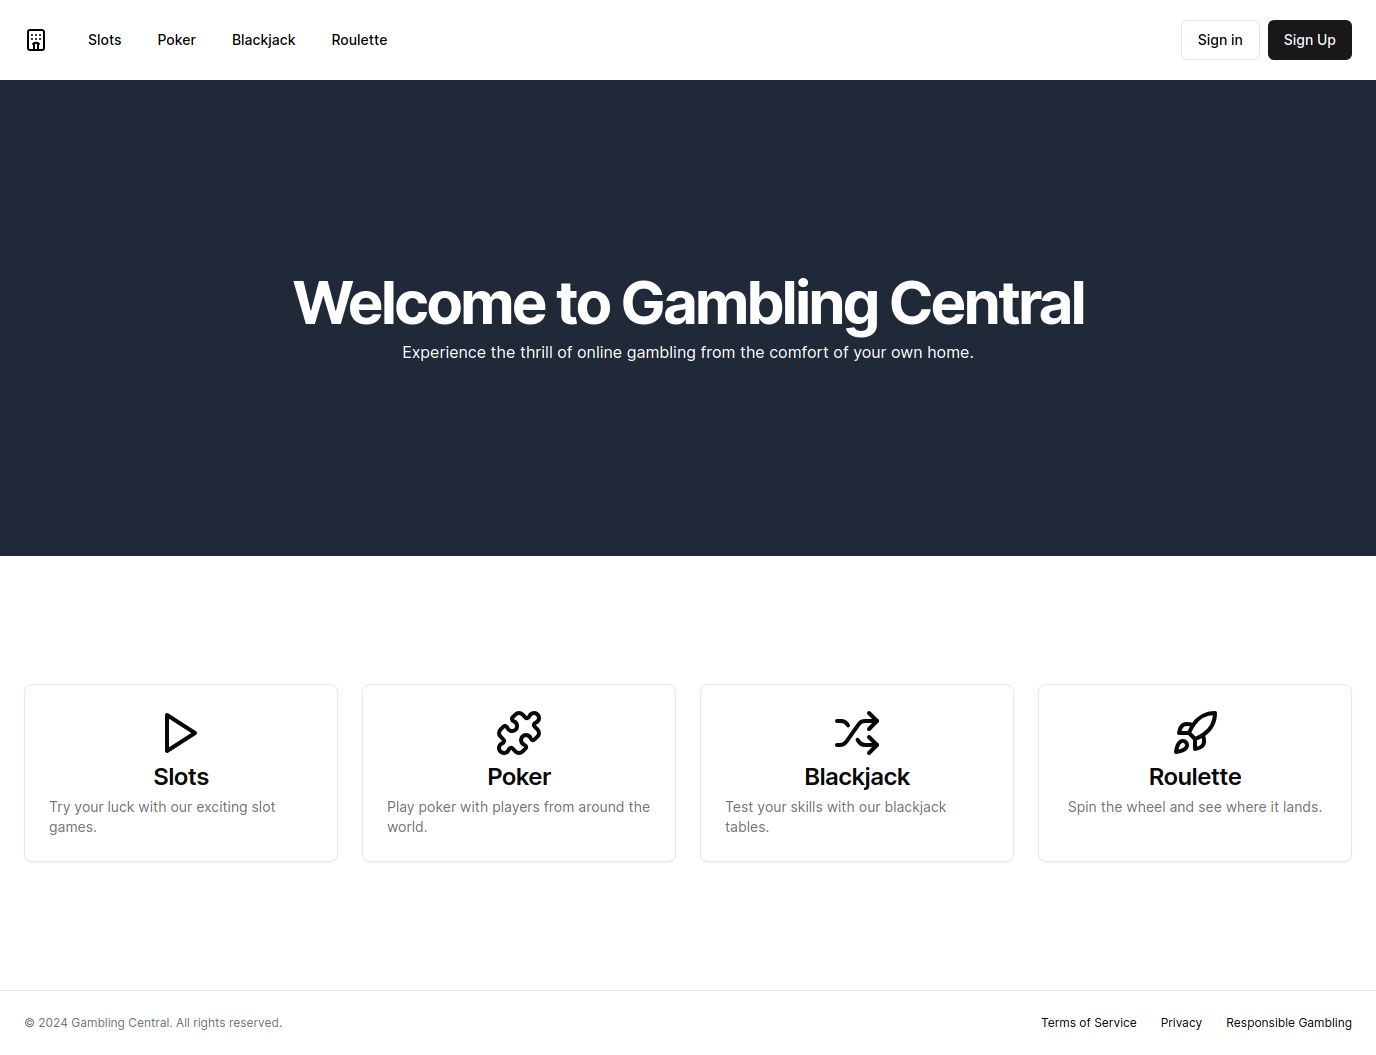 Slots Poker Blackjack Roulette Sign in Sign Up
Welcome to Gambling Central
Experience the thrill of online gambling from the comfort of your own home.
Slots
Try your luck with our exciting slot
games.
Poker
Play poker with players from around the
world.
Blackjack
Test your skills with our blackjack
tables.
Roulette
Spin the wheel and see where it lands.
© 2024 Gambling Central. All rights reserved. Terms of Service Privacy Responsible Gambling